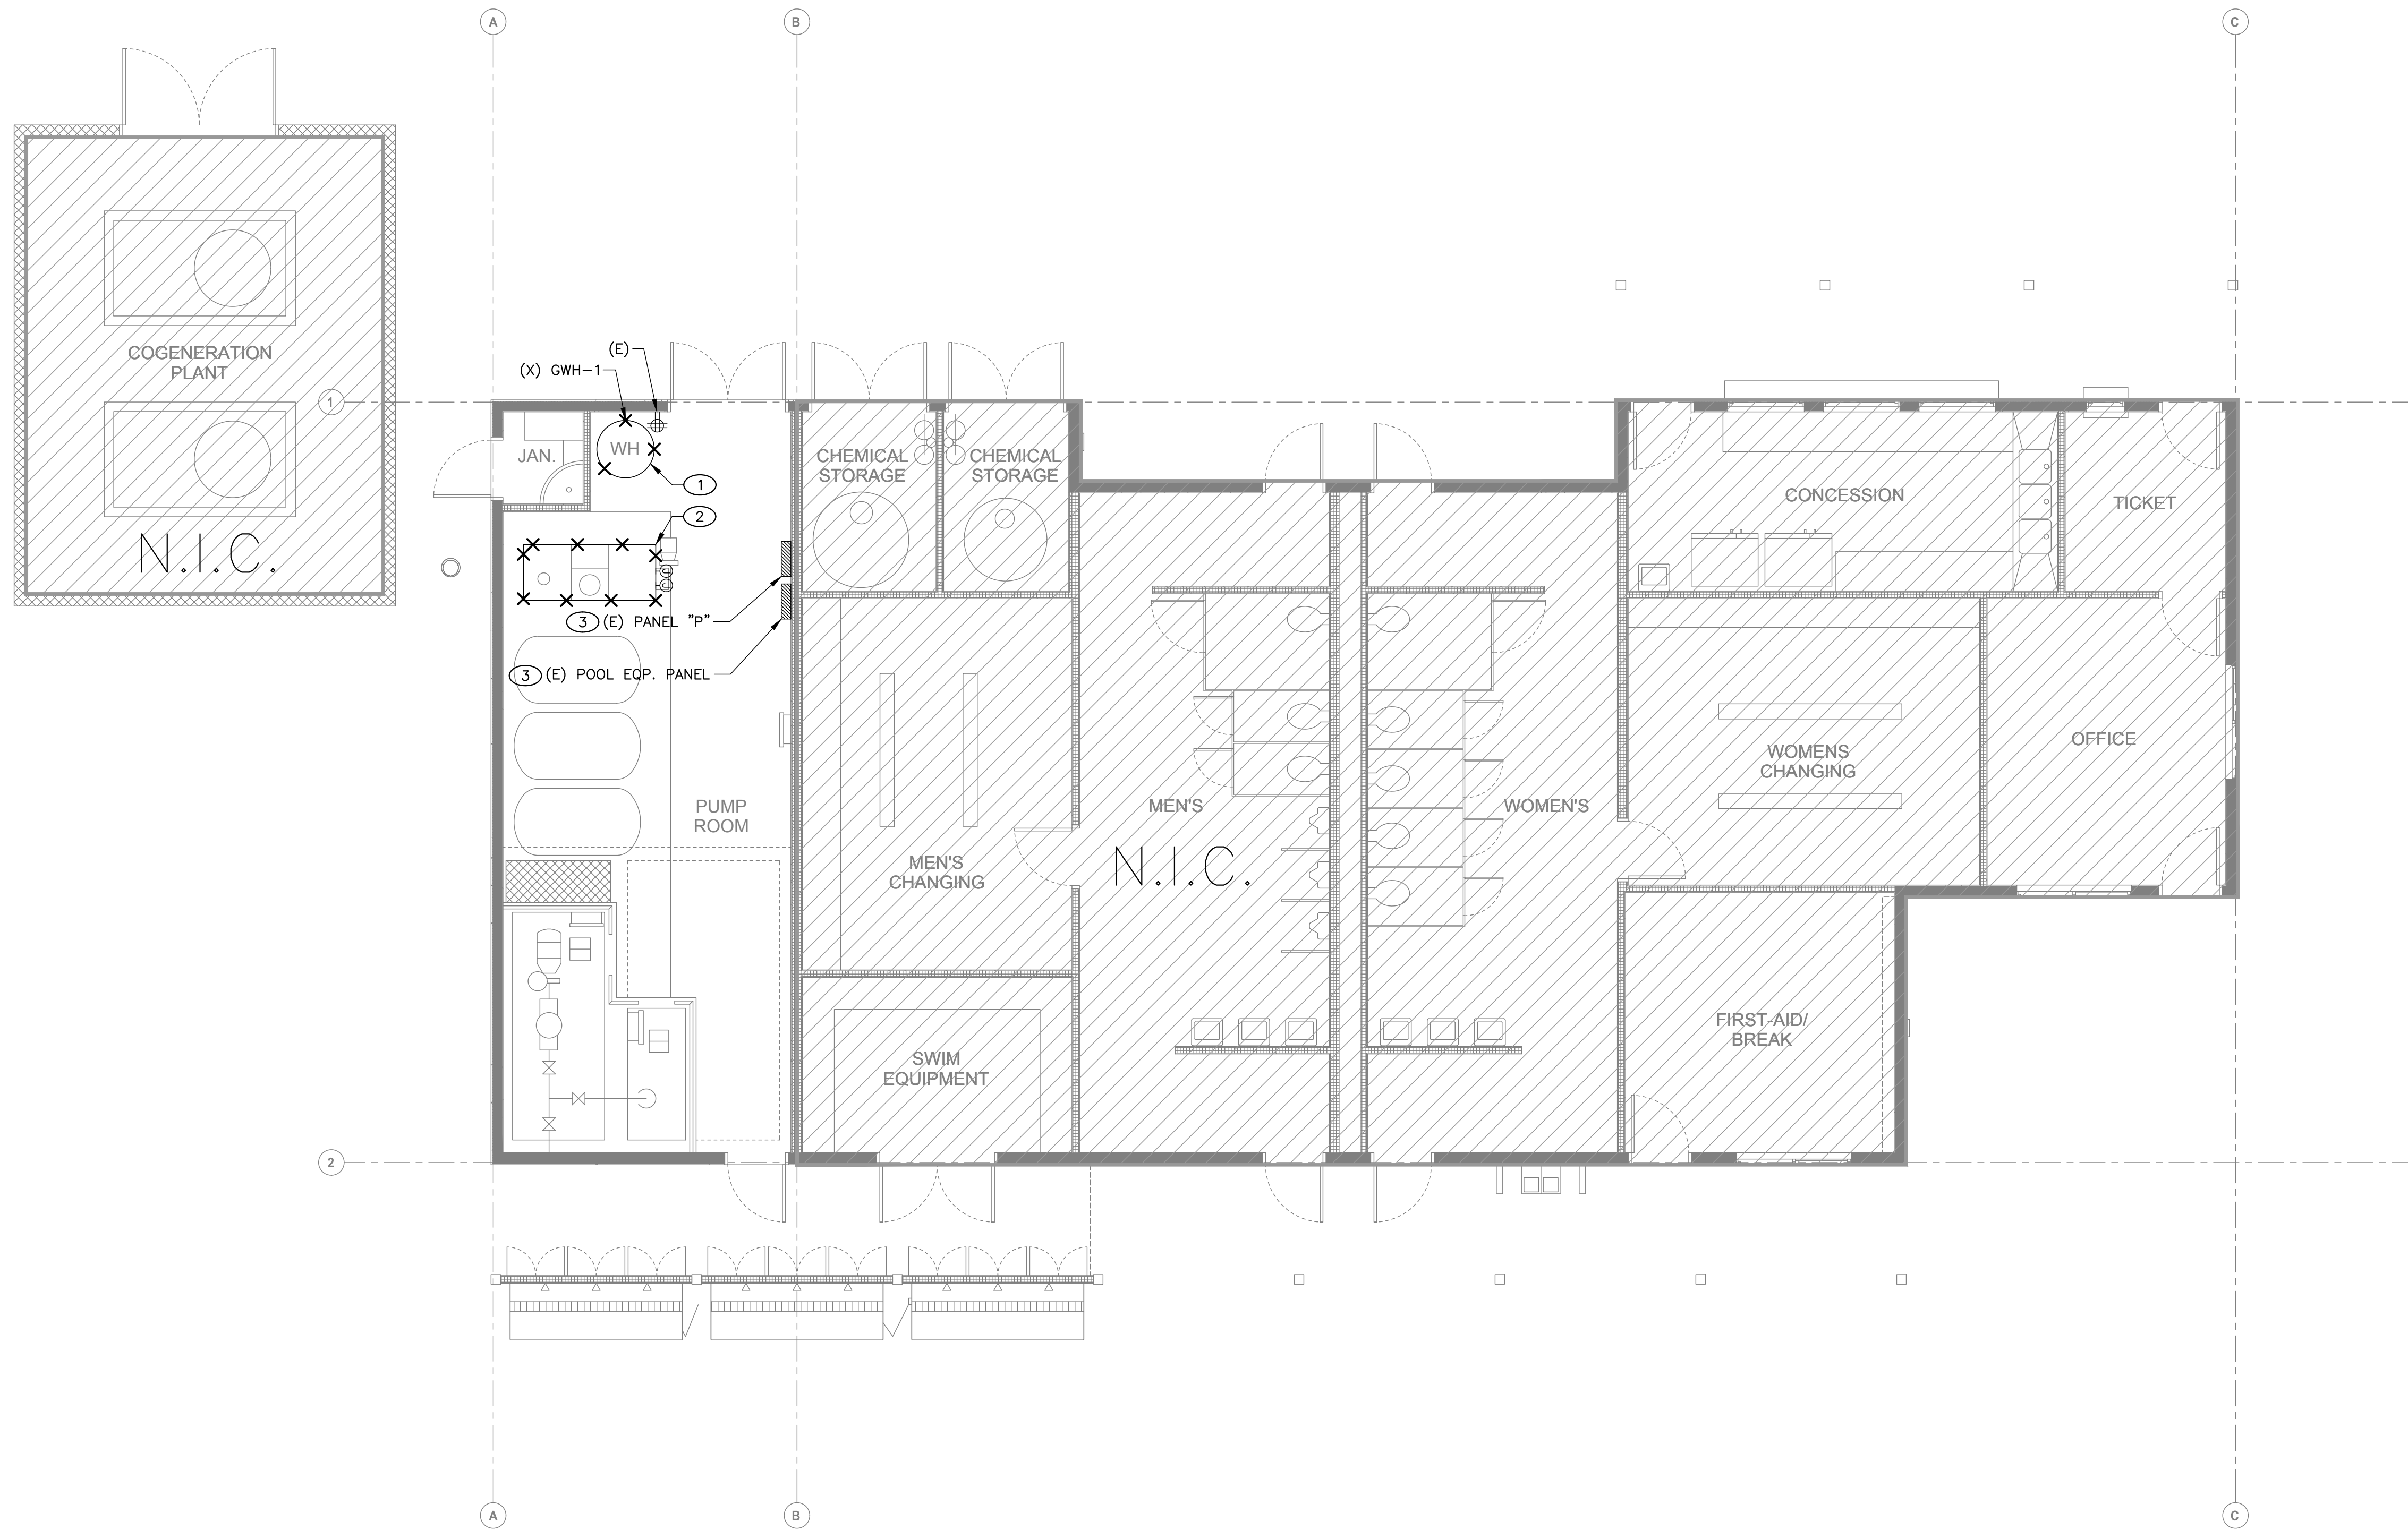 A
B
C
(E)
(X) GWH-1
COGENERATION
PLANT
1
JAN.
WH
CHEMICAL
STORAGE
CHEMICAL
STORAGE
1
CONCESSION
TICKET
2
N.I.C.
3 (E) PANEL "P"
3 (E) POOL EQP. PANEL
PUMP
ROOM
MEN'S
WOMEN'S
WOMENS
CHANGING
OFFICE
MEN'S
CHANGING
N.I.C.
SWIM
EQUIPMENT
FIRST-AID/
BREAK
2
A
B
C